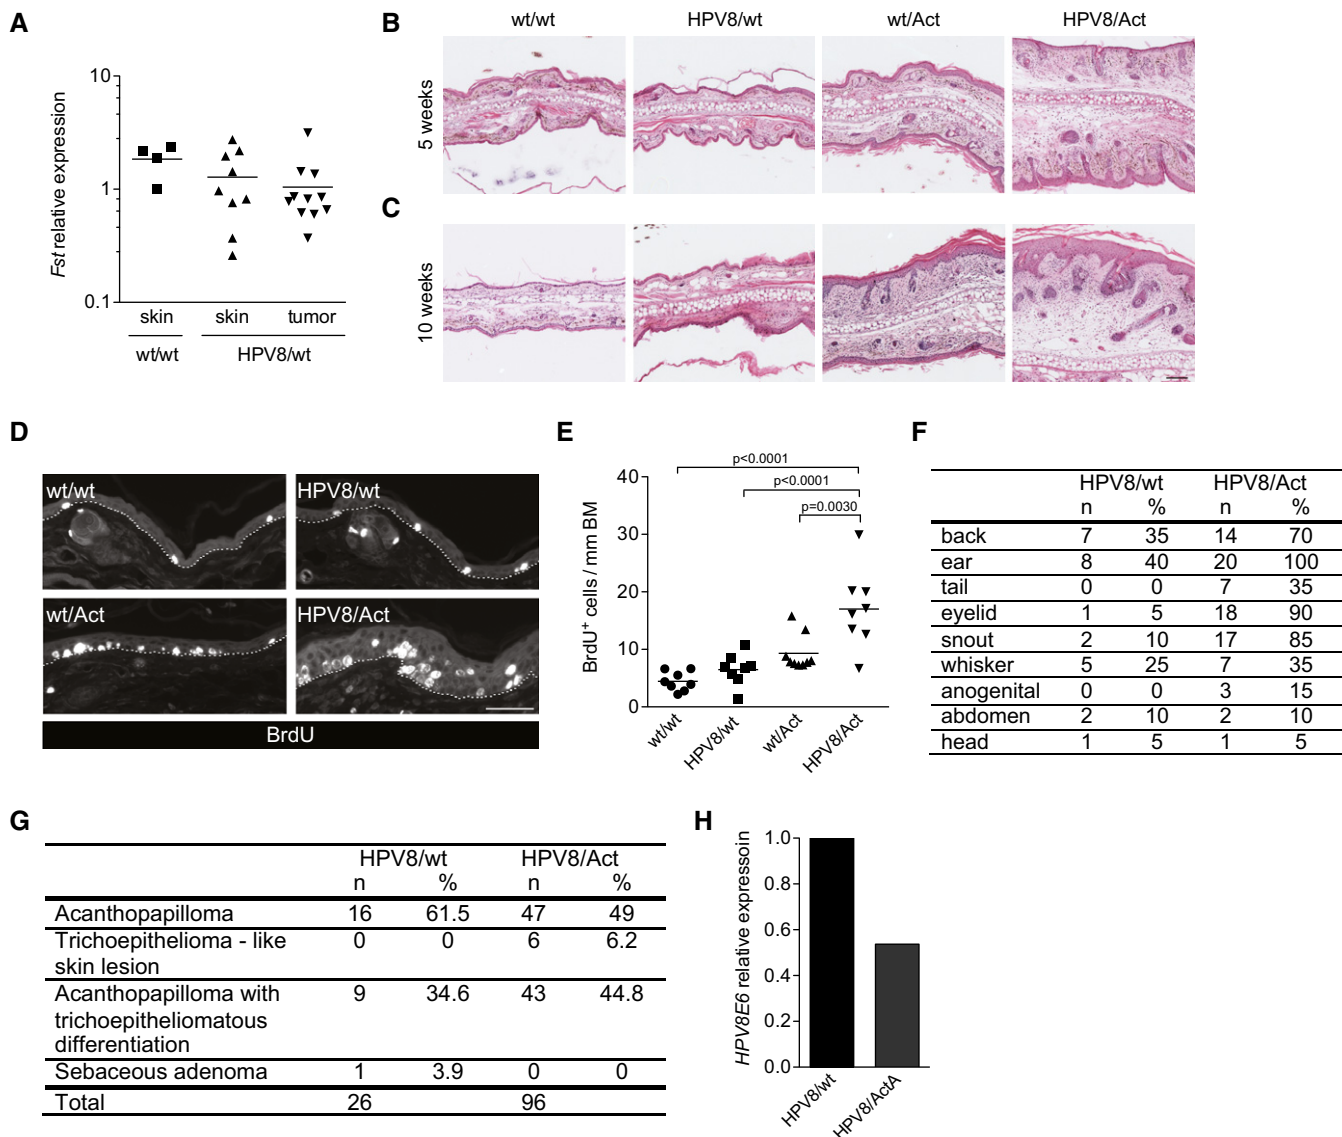 A
10
1
0.1
Fst relative expression
skin
skin
tumor
wt/wt
HPV8/wt
B
wt/wt
HPV8/wt
wt/Act
HPV8/Act
5 weeks
C
10 weeks
D
wt/wt
HPV8/wt
wt/Act
HPV8/Act
BrdU
E
p<0.0001
p<0.0001
p=0.0030
40
30
20
10
0
BrdU+ cells / mm BM
wt/wt
HPV8/wt
wt/Act
HPV8/Act
F
HPV8/wt HPV8/Act
n % n %
back 7 35 14 70
ear 8 40 20 100
tail 0 0 7 35
eyelid 1 5 18 90
snout 2 10 17 85
whisker 5 25 7 35
anogenital 0 0 3 15
abdomen 2 10 2 10
head 1 5 1 5
G
HPV8/wt HPV8/Act
n % n %
Acanthopapilloma 16 61.5 47 49
Trichoepithelioma - like 0 0 6 6.2
skin lesion
Acanthopapilloma with 9 34.6 43 44.8
trichoepitheliomatous
differentiation
Sebaceous adenoma 1 3.9 0 0
Total 26 96
H
1.0
0.8
0.6
0.4
0.2
0.0
HPV8E6 relative expressoin
HPV8/wt
HPV8/ActA